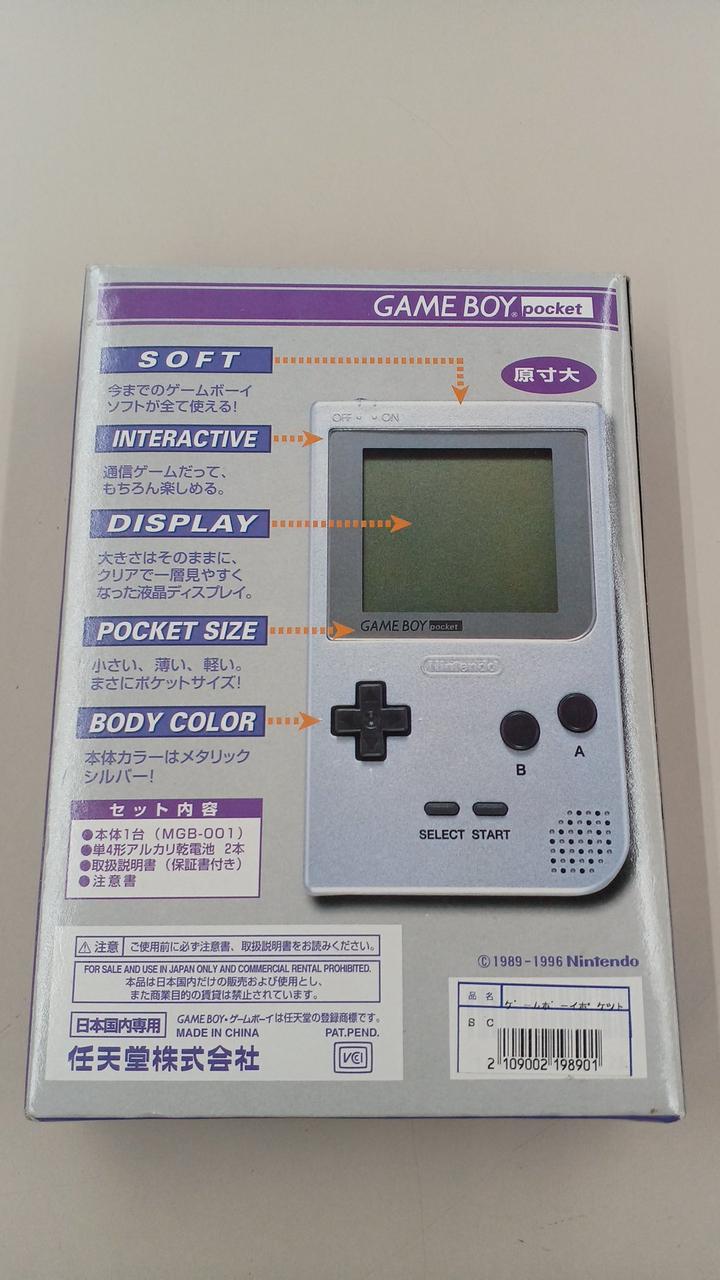 GAME BOY® pocket
SOFT
今までのゲームボーイ
ソフトが全て使える!
原寸大
INTERACTIVE
通信ゲームだって、
もちろん楽しめる。
DISPLAY
大きさはそのままに、
クリアで一層見やすく
なった液晶ディスプレイ。
POCKET SIZE
小さい、薄い、軽い。
まさにポケットサイズ!
BODY COLOR
本体カラーはメタリック
シルバー!
OFF ON
GAME BOY pocket
Nintendo
B
A
SELECT START
セット内容
●本体1台 (MGB-001)
●単4形アルカリ乾電池 2本
●取扱説明書 (保証書付き)
●注意書
⚠注意 ご使用前に必ず注意書、取扱説明書をお読みください。
FOR SALE AND USE IN JAPAN ONLY AND COMMERCIAL RENTAL PROHIBITED.
本品は日本国内だけの販売および使用とし、
また商業目的の賃貸は禁止されています。
日本国内専用
GAME BOY・ゲームボーイは任天堂の登録商標です。
MADE IN CHINA PAT.PEND.
任天堂株式会社
VCI
©1989-1996 Nintendo
品名 ゲームボーイポケット
B C
2 109002 198901